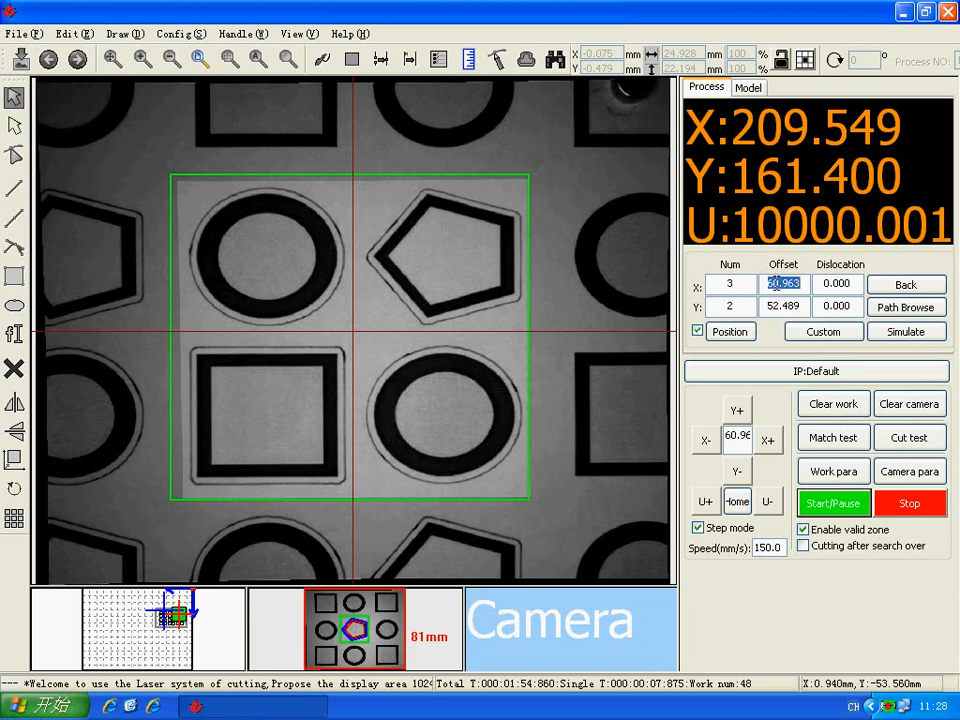 File(F) Edit(E) Draw(D) Config(S) Handle(W) View(V) Help(H)
X -0.075 mm 24.928 mm 100 %
Y -0.479 mm 22.194 mm 100 %
0 ° Process NO:
Process Model
X:209.549
Y:161.400
U:10000.001
Num Offset Dislocation
X: 3 60.963 0.000 Back
Y: 2 52.489 0.000 Path Browse
Position Custom Simulate
IP:Default
Y+ Clear work Clear camera
X- 60.96 X+ Match test Cut test
Y- Work para Camera para
U+ Home U- Start/Pause Stop
Step mode Enable valid zone
Speed(mm/s): 150.0 Cutting after search over
81mm
Camera
--- *Welcome to use the Laser system of cutting,Propose the display area 1024 Total T:000:01:54:860:Single T:000:00:07:875:Work num:48 X:0.940mm,Y:-53.560mm
开始 CH 11:28